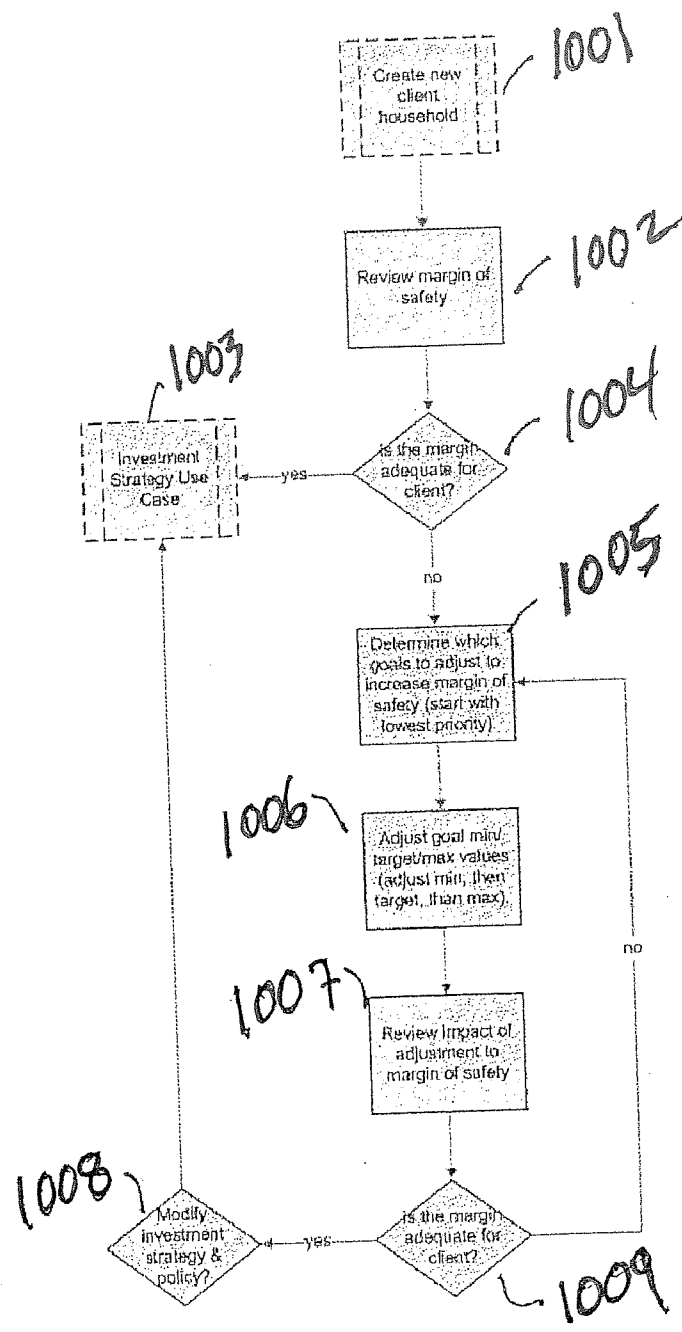 1001
Create new
client
household
1002
Review margin of
safety
1003
Investment
Strategy Use
Case
1004
is the margin
adequate for
client?
yes
no
1005
Determine which
goals to adjust to
increase margin of
safety (start with
lowest priority)
1006
Adjust goal min/
target/max values
(adjust min, then
target, than max).
no
1007
Review impact of
adjustment to
margin of safety
1008
Modify
investment
strategy &
policy?
yes
is the margin
adequate for
client?
1009